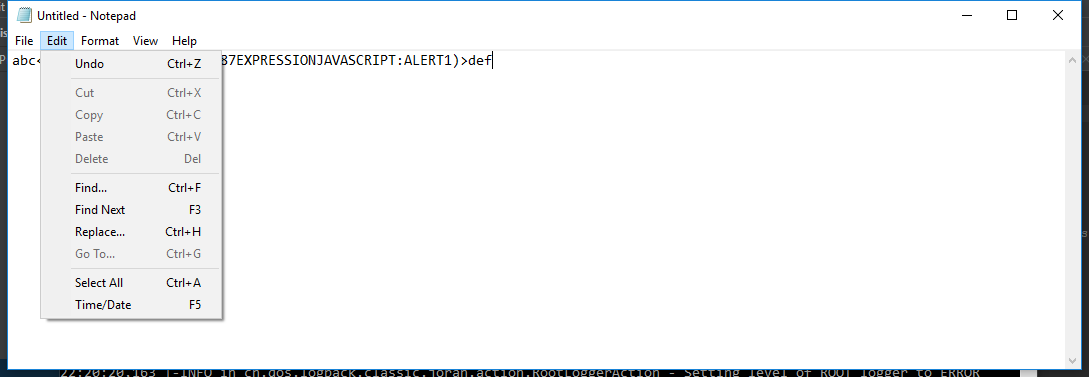 Untitled - Notepad
File Edit Format View Help
abc< 87EXPRESSIONJAVASCRIPT:ALERT1)>def
Undo Ctrl+Z
Cut Ctrl+X
Copy Ctrl+C
Paste Ctrl+V
Delete Del
Find... Ctrl+F
Find Next F3
Replace... Ctrl+H
Go To... Ctrl+G
Select All Ctrl+A
Time/Date F5
22:20:20.163 |-INFO in ch.qos.logback.classic.joran.action.RootLoggerAction - Setting level of ROOT logger to ERROR